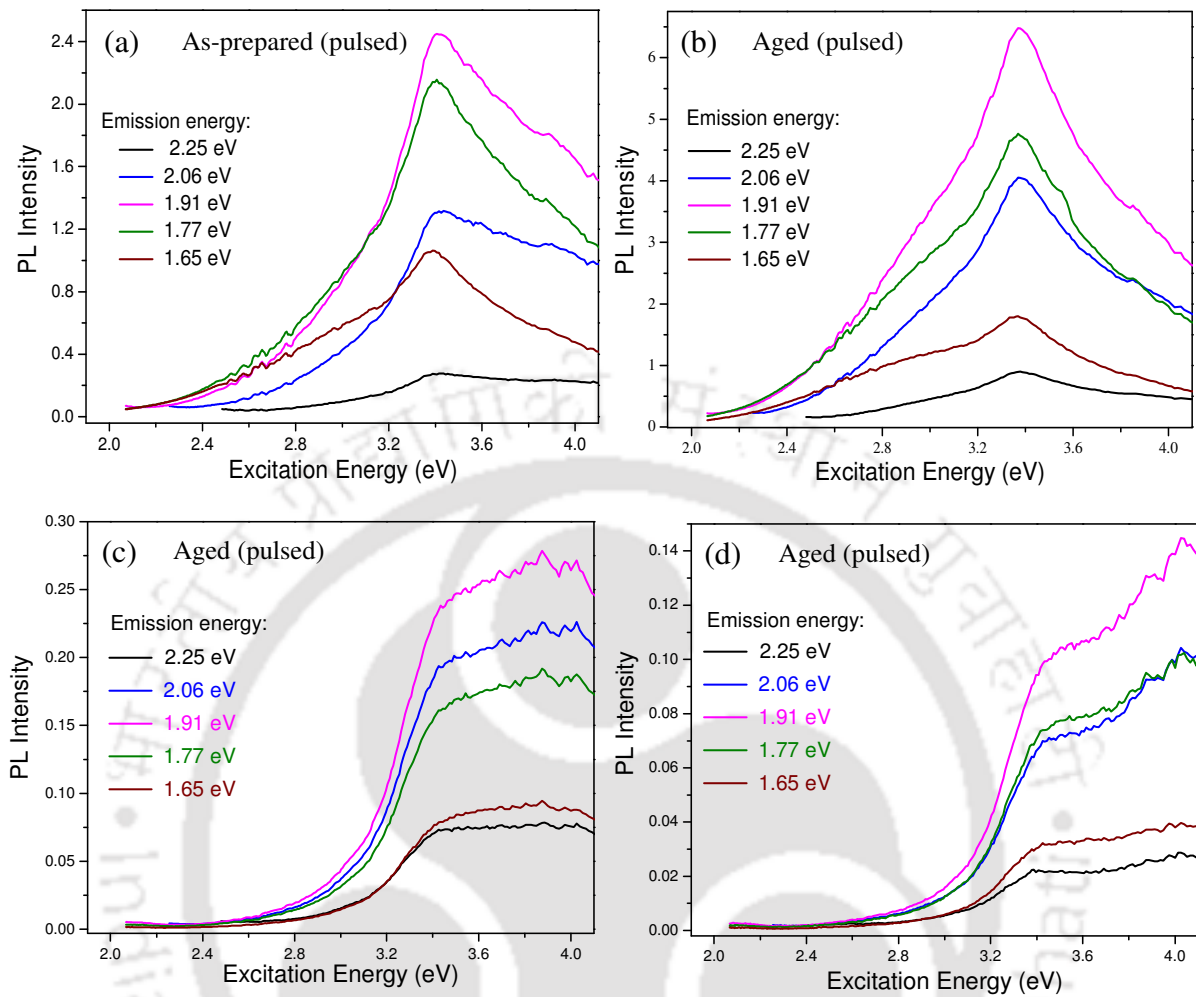 (a) As-prepared (pulsed)
Emission energy:
2.25 eV
2.06 eV
1.91 eV
1.77 eV
1.65 eV
PL Intensity
2.4
2.0
1.6
1.2
0.8
0.4
0.0
2.0 2.4 2.8 3.2 3.6 4.0
Excitation Energy (eV)
(b) Aged (pulsed)
Emission energy:
2.25 eV
2.06 eV
1.91 eV
1.77 eV
1.65 eV
PL Intensity
6
5
4
3
2
1
0
2.0 2.4 2.8 3.2 3.6 4.0
Excitation Energy (eV)
(c) Aged (pulsed)
Emission energy:
2.25 eV
2.06 eV
1.91 eV
1.77 eV
1.65 eV
PL Intensity
0.30
0.25
0.20
0.15
0.10
0.05
0.00
2.0 2.4 2.8 3.2 3.6 4.0
Excitation Energy (eV)
(d) Aged (pulsed)
Emission energy:
2.25 eV
2.06 eV
1.91 eV
1.77 eV
1.65 eV
PL Intensity
0.14
0.12
0.10
0.08
0.06
0.04
0.02
0.00
2.0 2.4 2.8 3.2 3.6 4.0
Excitation Energy (eV)